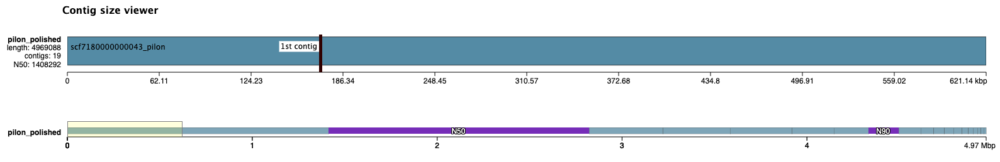 Contig size viewer
pilon_polished
length: 4969088
contigs: 19
N50: 1408292
scf7180000000043_pilon
1st contig
0 62.11 124.23 186.34 248.45 310.57 372.68 434.8 496.91 559.02 621.14 kbp
pilon_polished
N50 N90
0 1 2 3 4 4.97 Mbp